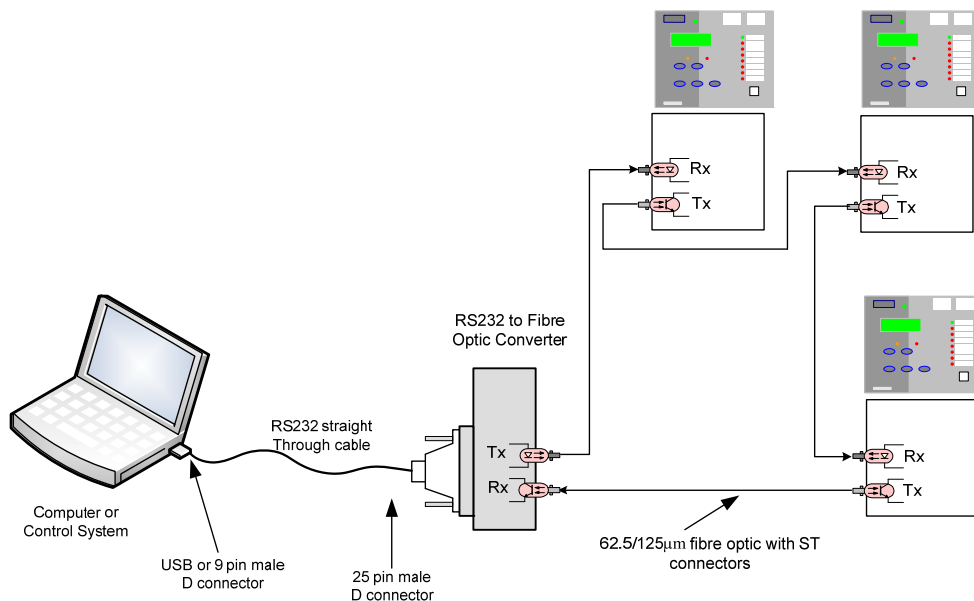 Rx
Tx
Rx
Tx
RS232 to Fibre
Optic Converter
RS232 straight
Through cable
Tx
Rx
Rx
Tx
Computer or
Control System
USB or 9 pin male
D connector
25 pin male
D connector
62.5/125μm fibre optic with ST
connectors